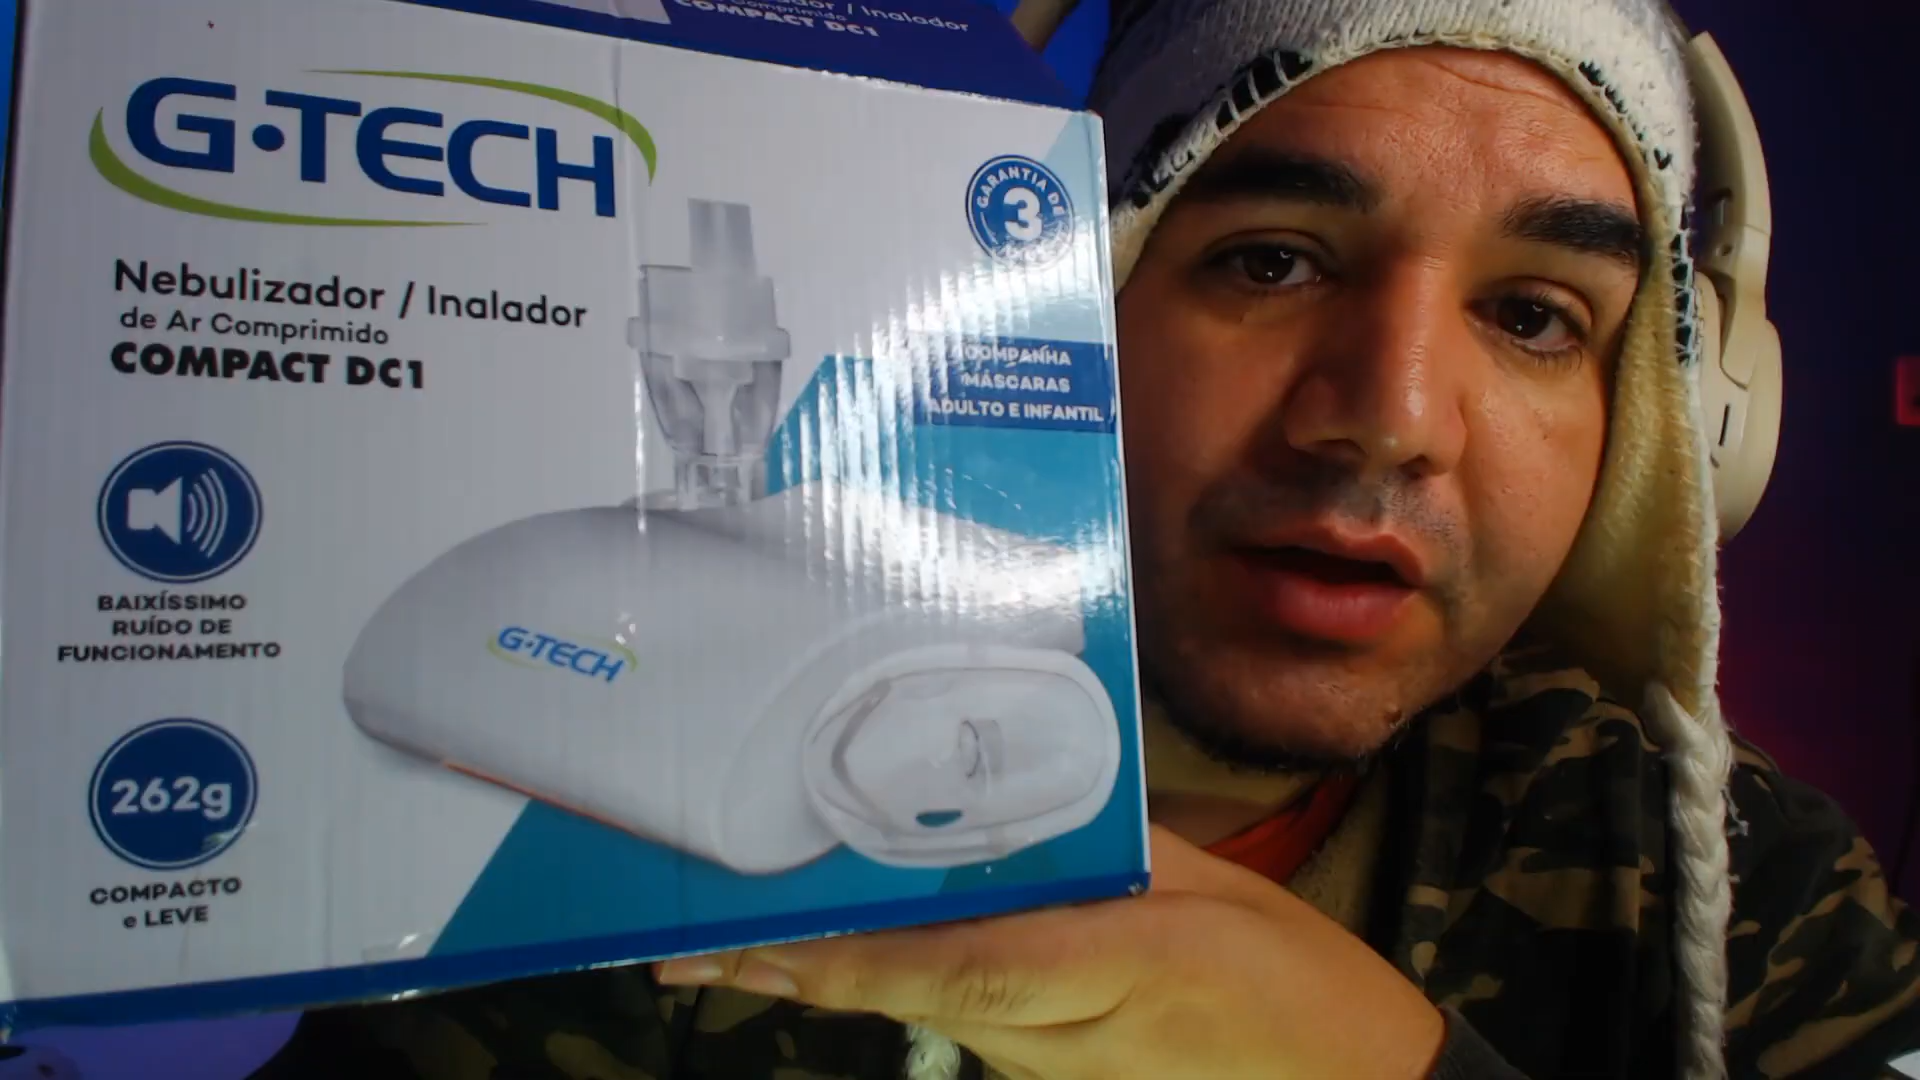 Inalador
COMPACT DC1
G·TECH
Nebulizador / Inalador
de Ar Comprimido
COMPACT DC1
GARANTIA DE
3
MÁSCARAS
ADULTO E INFANTIL
BAIXÍSSIMO
RUÍDO DE
FUNCIONAMENTO
G·TECH
262g
COMPACTO
e LEVE